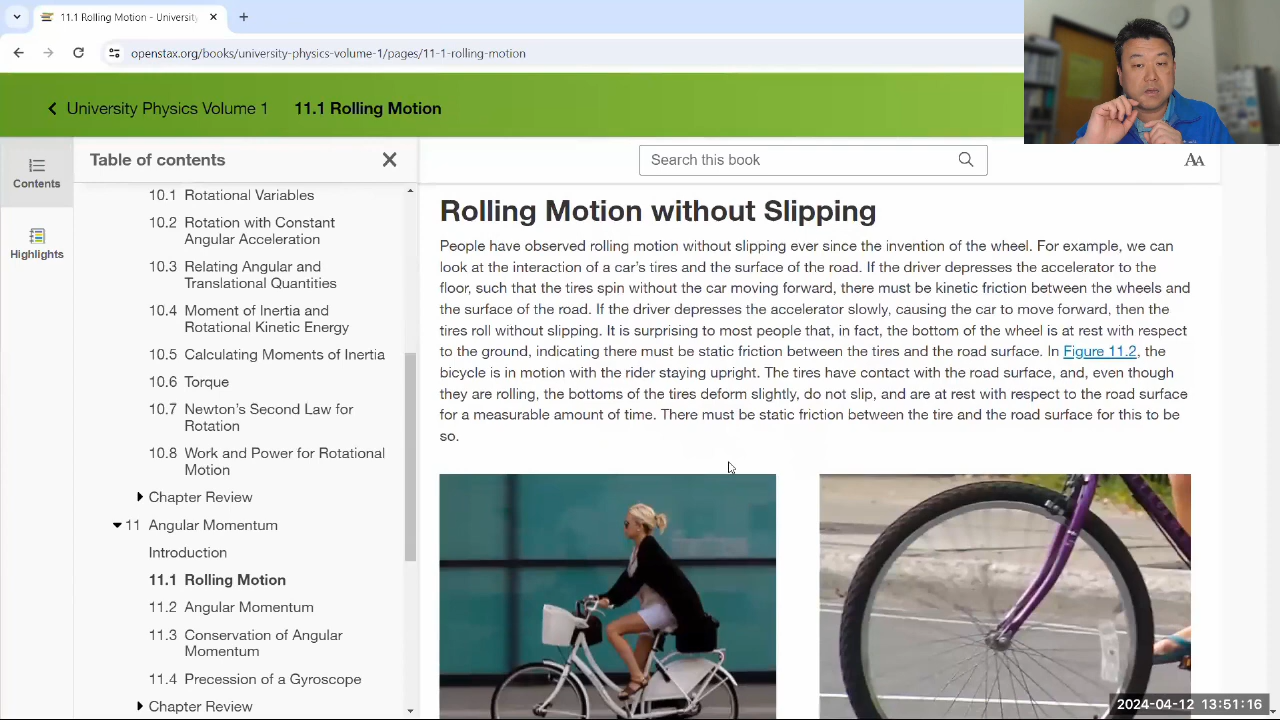 11.1 Rolling Motion - University
openstax.org/books/university-physics-volume-1/pages/11-1-rolling-motion
University Physics Volume 1
11.1 Rolling Motion
Contents
Highlights
Table of contents
10.1 Rotational Variables
10.2 Rotation with Constant
Angular Acceleration
10.3 Relating Angular and
Translational Quantities
10.4 Moment of Inertia and
Rotational Kinetic Energy
10.5 Calculating Moments of Inertia
10.6 Torque
10.7 Newton's Second Law for
Rotation
10.8 Work and Power for Rotational
Motion
Chapter Review
11 Angular Momentum
Introduction
11.1 Rolling Motion
11.2 Angular Momentum
11.3 Conservation of Angular
Momentum
11.4 Precession of a Gyroscope
Chapter Review
Search this book
AA
Rolling Motion without Slipping
People have observed rolling motion without slipping ever since the invention of the wheel. For example, we can
look at the interaction of a car's tires and the surface of the road. If the driver depresses the accelerator to the
floor, such that the tires spin without the car moving forward, there must be kinetic friction between the wheels and
the surface of the road. If the driver depresses the accelerator slowly, causing the car to move forward, then the
tires roll without slipping. It is surprising to most people that, in fact, the bottom of the wheel is at rest with respect
to the ground, indicating there must be static friction between the tires and the road surface. In Figure 11.2, the
bicycle is in motion with the rider staying upright. The tires have contact with the road surface, and, even though
they are rolling, the bottoms of the tires deform slightly, do not slip, and are at rest with respect to the road surface
for a measurable amount of time. There must be static friction between the tire and the road surface for this to be
so.
2024-04-12 13:51:16